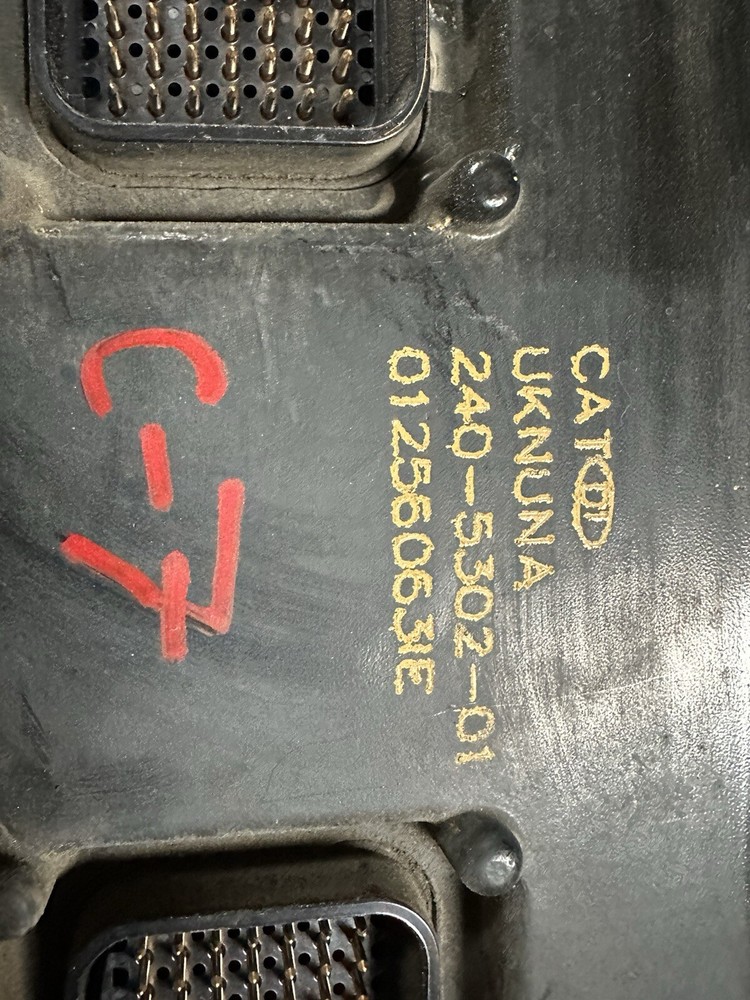 CAT
UKNUNA
240-5302-01
01256063IE
C-7